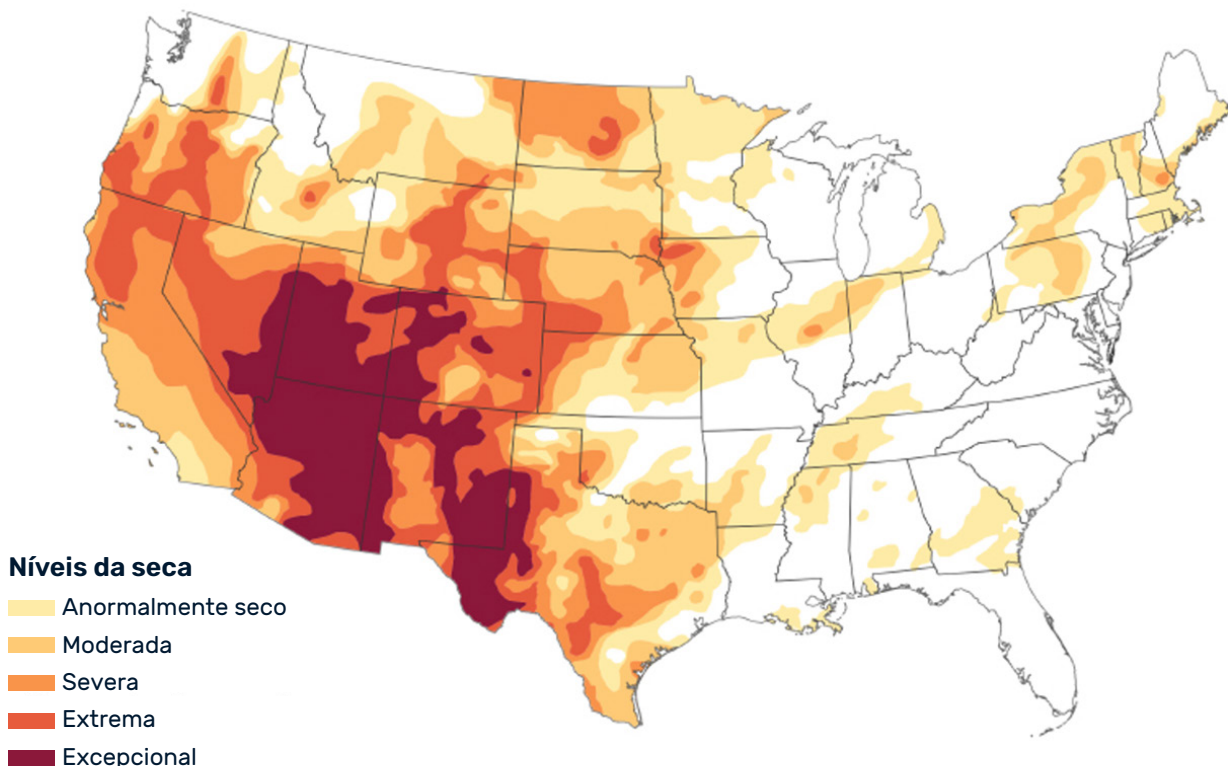 Níveis da seca
Anormalmente seco
Moderada
Severa
Extrema
Excepcional